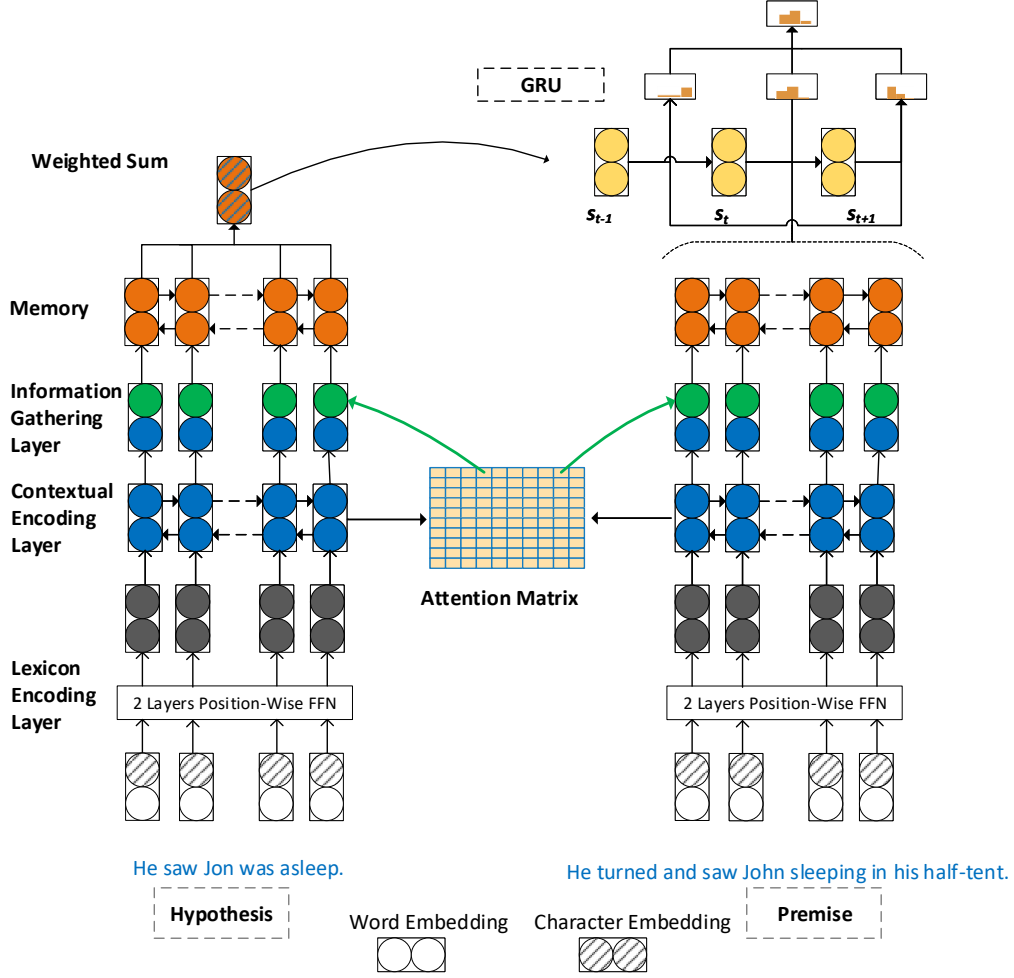 GRU
Weighted Sum
s_{t-1}
s_t
s_{t+1}
Memory
Information
Gathering
Layer
Contextual
Encoding
Layer
Attention Matrix
Lexicon
Encoding
Layer
2 Layers Position-Wise FFN
2 Layers Position-Wise FFN
He saw Jon was asleep.
He turned and saw John sleeping in his half-tent.
Hypothesis
Premise
Word Embedding
Character Embedding